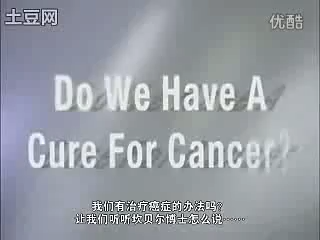 土豆网
优酷
Do We Have A
Cure For Cancer?
我们有治疗癌症的办法吗?
让我们听听坎贝尔博士怎么说……